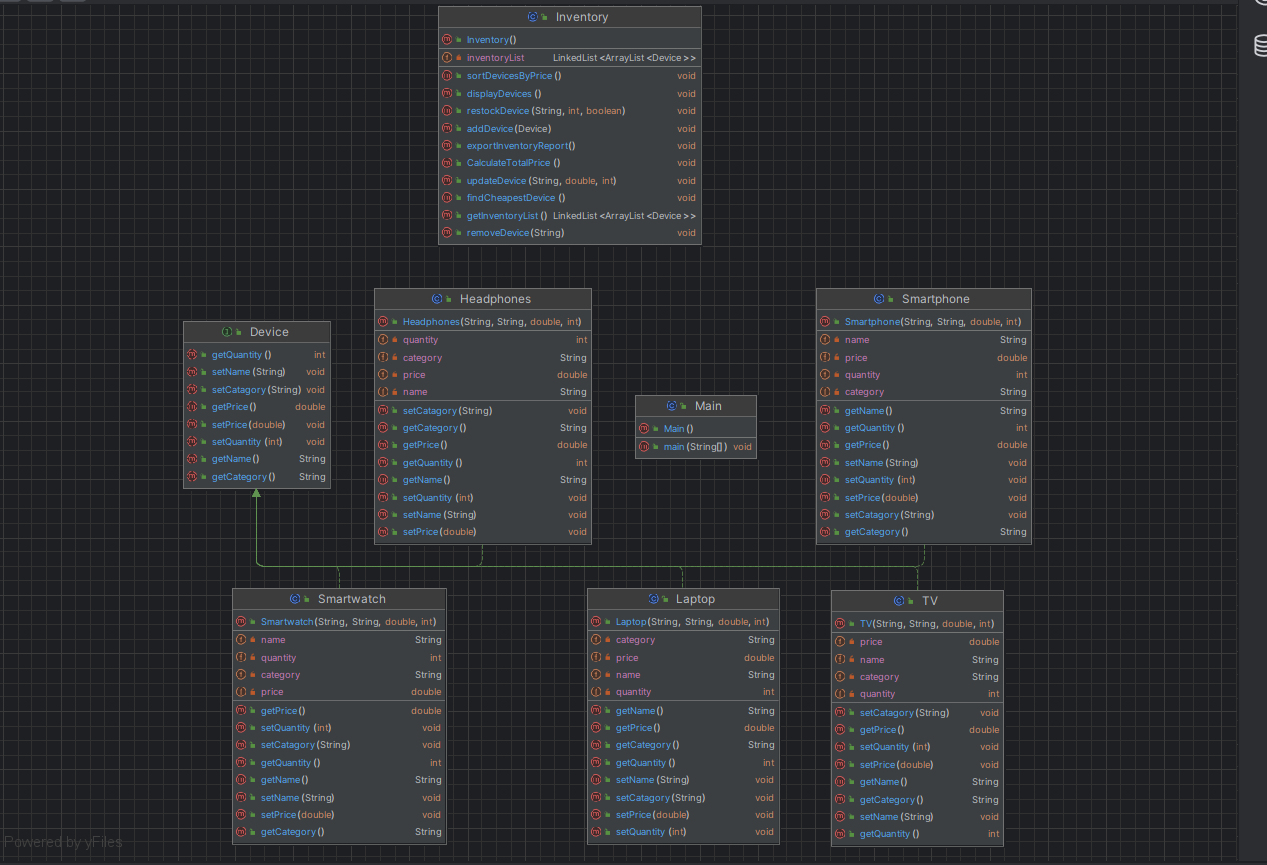 Inventory
Inventory()
inventoryList LinkedList <ArrayList <Device >>
sortDevicesByPrice () void
displayDevices () void
restockDevice (String, int, boolean) void
addDevice (Device) void
exportInventoryReport() void
CalculateTotalPrice () void
updateDevice (String, double, int) void
findCheapestDevice () void
getInventoryList () LinkedList <ArrayList <Device >>
removeDevice(String) void
Device
getQuantity () int
setName (String) void
setCatagory(String) void
getPrice() double
setPrice(double) void
setQuantity (int) void
getName() String
getCategory() String
Headphones
Headphones(String, String, double, int)
quantity int
category String
price double
name String
setCatagory(String) void
getCategory() String
getPrice() double
getQuantity () int
getName() String
setQuantity (int) void
setName (String) void
setPrice(double) void
Main
Main()
main(String[]) void
Smartphone
Smartphone(String, String, double, int)
name String
price double
quantity int
category String
getName() String
getQuantity () int
getPrice() double
setName (String) void
setQuantity (int) void
setPrice(double) void
setCatagory(String) void
getCategory() String
Smartwatch
Smartwatch(String, String, double, int)
name String
quantity int
category String
price double
getPrice() double
setQuantity (int) void
setCatagory(String) void
getQuantity () int
getName() String
setName (String) void
setPrice(double) void
getCategory() String
Laptop
Laptop(String, String, double, int)
category String
price double
name String
quantity int
getName() String
getPrice() double
getCategory() String
getQuantity () int
setName (String) void
setCatagory(String) void
setPrice(double) void
setQuantity (int) void
TV
TV(String, String, double, int)
price double
name String
category String
quantity int
setCatagory(String) void
getPrice() double
setQuantity (int) void
setPrice(double) void
getName() String
getCategory() String
setName (String) void
getQuantity () int
Powered by yFiles